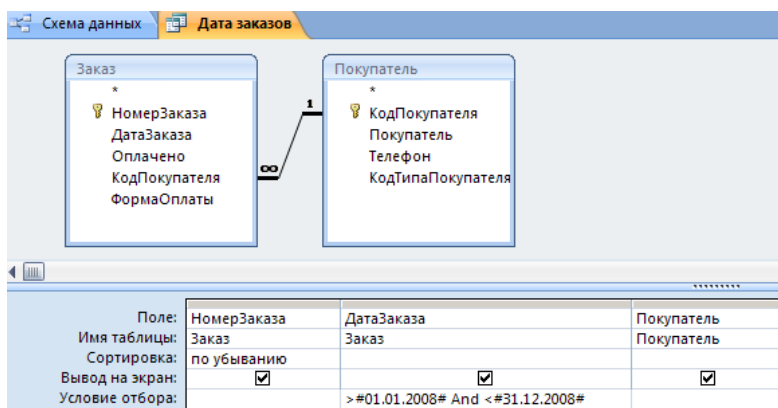 Схема данных Дата заказов
Заказ Покупатель
* *
НомерЗаказа 1 КодПокупателя
ДатаЗаказа Покупатель
Оплачено Телефон
КодПокупателя ∞ КодТипаПокупателя
ФормаОплаты
Поле: НомерЗаказа ДатаЗаказа Покупатель
Имя таблицы: Заказ Заказ Покупатель
Сортировка: по убыванию
Вывод на экран:
Условие отбора: >#01.01.2008# And <#31.12.2008#